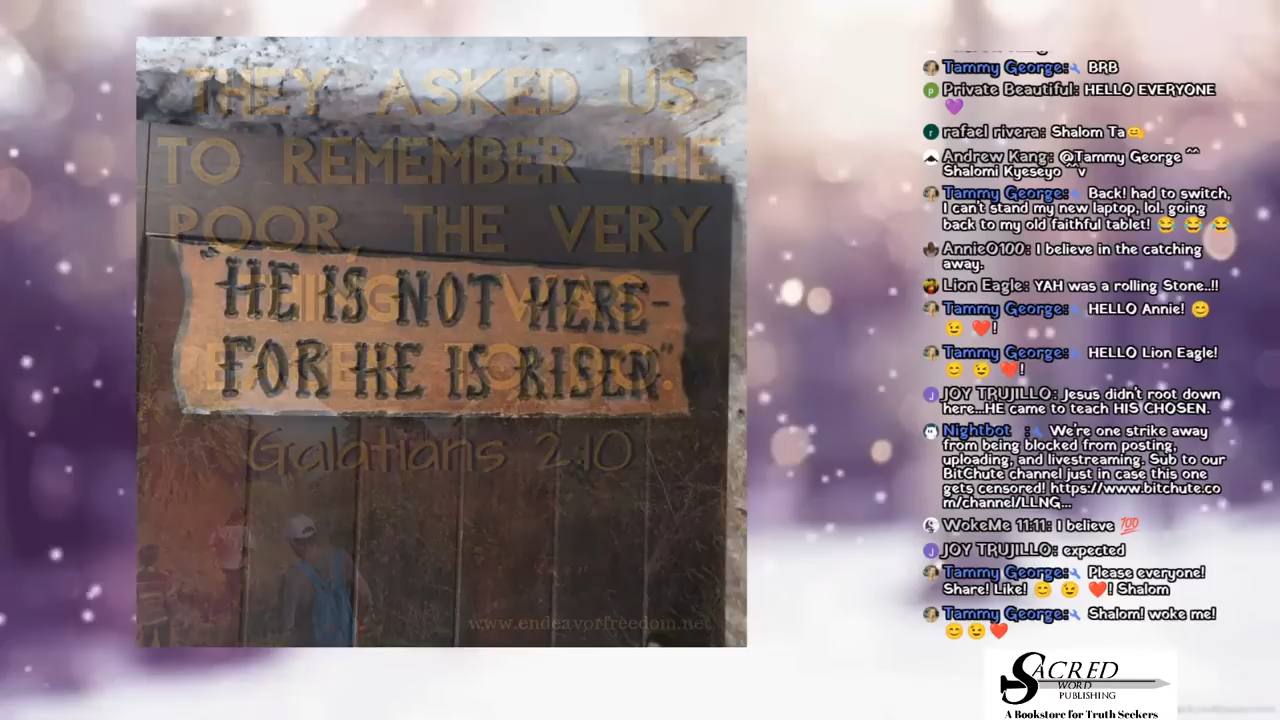 THEY ASKED US
TO REMEMBER THE
POOR, THE VERY
"HE IS NOT HERE-
FOR HE IS RISEN"
Galatians 2:10
www.endeavorfreedom.net
Tammy George: BRB
Private Beautiful: HELLO EVERYONE
💜
rafael rivera: Shalom Ta😊
Andrew Kang: @Tammy George ^^
Shalomi Kyeseyo ^^v
Tammy George: Back! had to switch,
I can't stand my new laptop, lol. going
back to my old faithful tablet! 😂 😂 😂
AnnieO100: I believe in the catching
away.
Lion Eagle: YAH was a rolling Stone..!!
Tammy George: HELLO Annie! 😊
😉 ❤️!
Tammy George: HELLO Lion Eagle!
😊 😉 ❤️!
JOY TRUJILLO: Jesus didn't root down
here...HE came to teach HIS CHOSEN.
Nightbot : We're one strike away
from being blocked from posting,
uploading, and livestreaming. Sub to our
BitChute channel just in case this one
gets censored! https://www.bitchute.co
m/channel/LLNG...
WokeMe 11:11: I believe 💯
JOY TRUJILLO: expected
Tammy George: Please everyone!
Share! Like! 😊 😉 ❤️! Shalom
Tammy George: Shalom! woke me!
😊😉❤️
SACRED
WORD
PUBLISHING
A Bookstore for Truth Seekers